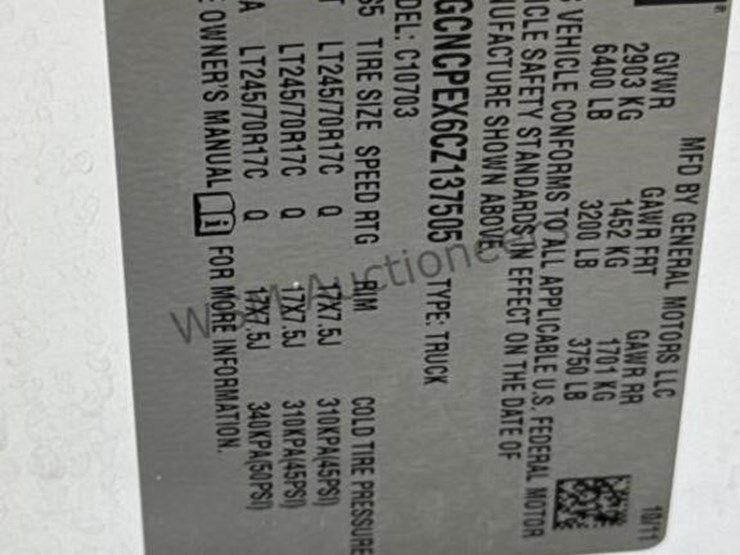 MFD BY GENERAL MOTORS LLC 10/11
GVWR GAWR FRT GAWR RR
2903 KG 1452 KG 1701 KG
6400 LB 3200 LB 3750 LB
VEHICLE CONFORMS TO ALL APPLICABLE U.S. FEDERAL MOTOR
ICLE SAFETY STANDARDS IN EFFECT ON THE DATE OF
NUFACTURE SHOWN ABOVE
GCNCPEX6CZ137505 TYPE: TRUCK
DEL: C10703
S5 TIRE SIZE SPEED RTG RIM COLD TIRE PRESSURE
T LT245/70R17C Q 17X7.5J 310KPA(45PSI)
LT245/70R17C Q 17X7.5J 310KPA(45PSI)
A LT245/70R17C Q 17X7.5J 340KPA(50PSI)
E OWNER'S MANUAL FOR MORE INFORMATION.